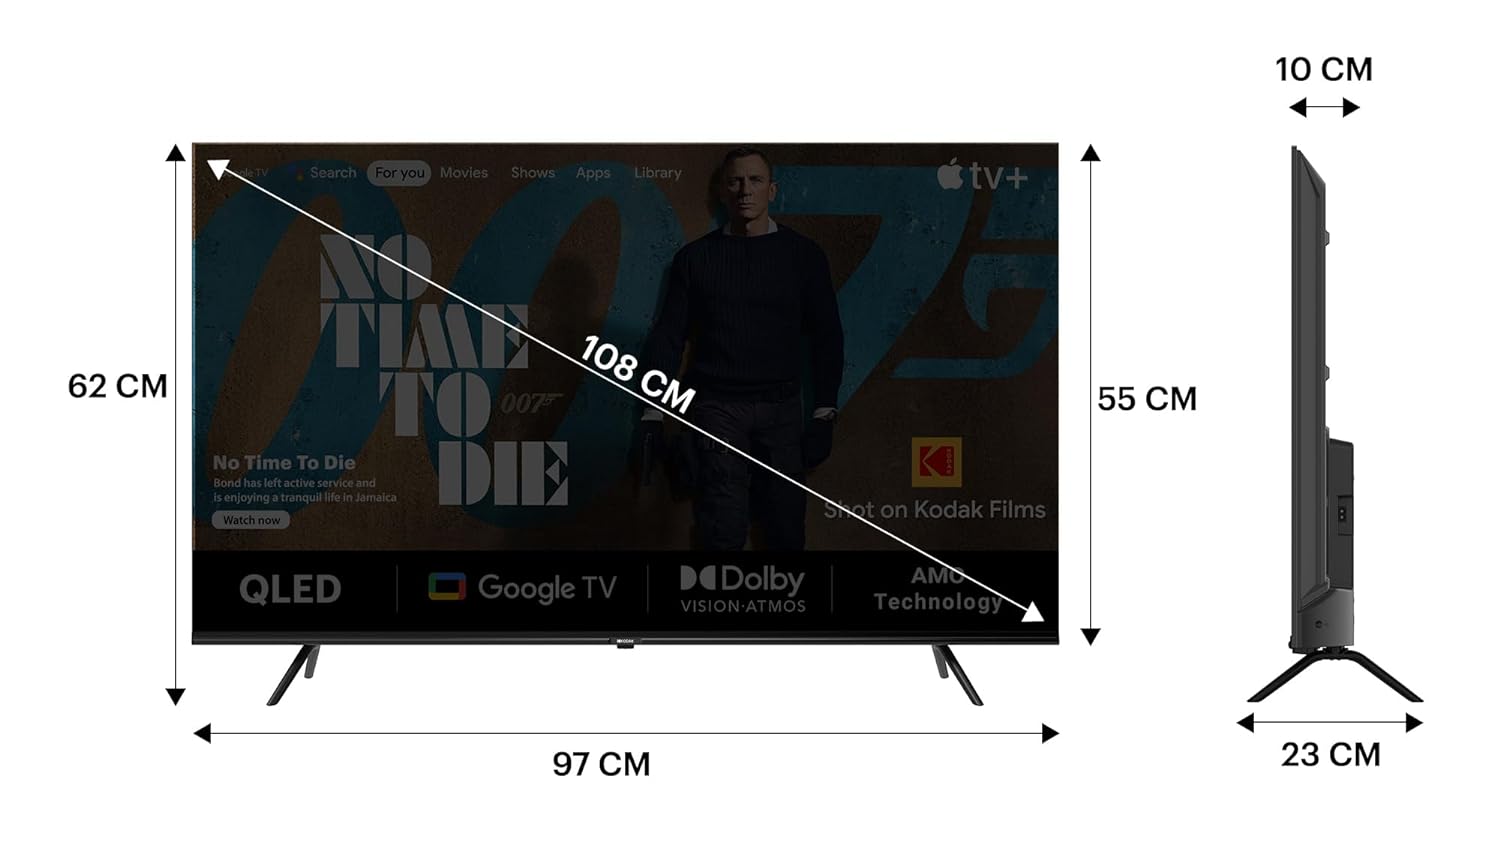 10 CM
Search For you Movies Shows Apps Library
tv+
NO
TIME
TO
DIE
007
108 CM
62 CM
55 CM
No Time To Die
Bond has left active service and
is enjoying a tranquil life in Jamaica
Watch now
KODAK
Shot on Kodak Films
QLED
Google TV
Dolby
VISION·ATMOS
AMO
Technology
KODAK
97 CM
23 CM